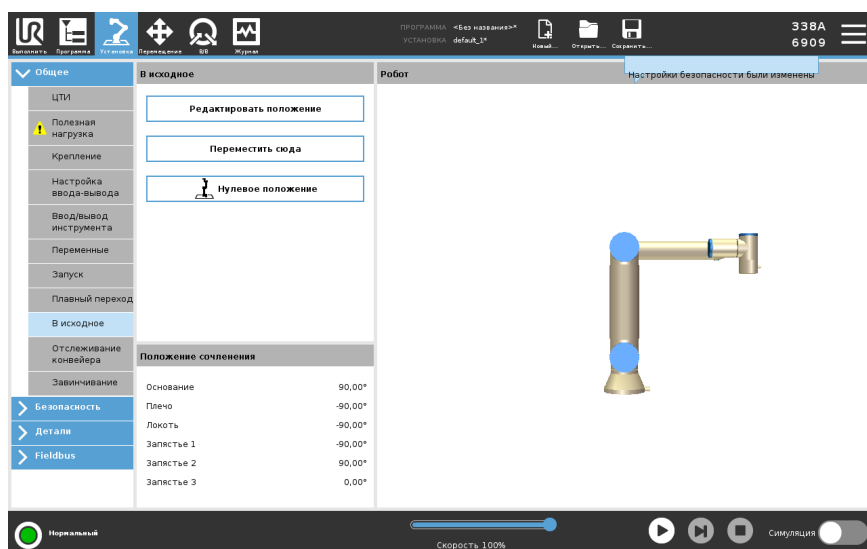 ПРОГРАММА <Без названия>*
УСТАНОВКА default_1*
338A
6909
Выполнить Программа Установка Перемещение В/В Журнал
Новый... Открыть... Сохранить...
Общее
ЦТИ
Полезная
нагрузка
Крепление
Настройка
ввода-вывода
Ввод/вывод
инструмента
Переменные
Запуск
Плавный переход
В исходное
Отслеживание
конвейера
Завинчивание
Безопасность
Детали
Fieldbus
В исходное
Редактировать положение
Переместить сюда
Нулевое положение
Положение сочленения
Основание 90,00°
Плечо -90,00°
Локоть -90,00°
Запястье 1 -90,00°
Запястье 2 90,00°
Запястье 3 0,00°
Робот
Настройки безопасности были изменены
Нормальный
Скорость 100%
Симуляция